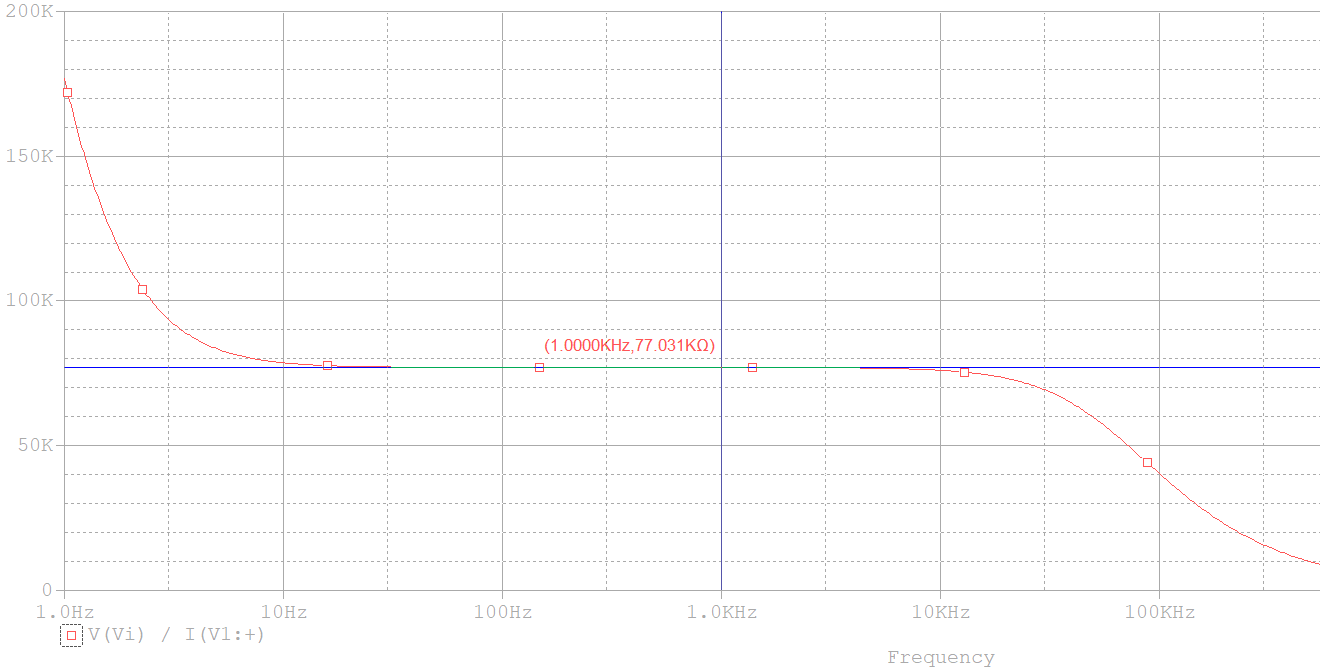 200K
150K
100K
50K
0
(1.0000KHz,77.031KΩ)
1.0Hz 10Hz 100Hz 1.0KHz 10KHz 100KHz
V(Vi) / I(V1:+)
Frequency